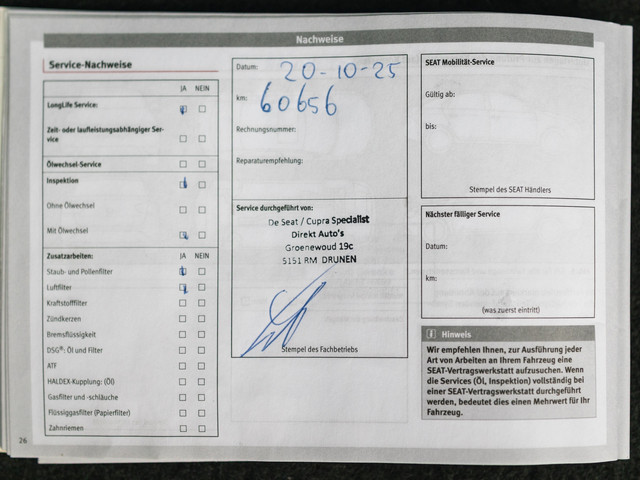 Nachweise
Service-Nachweise
JA NEIN
LongLife Service:
Zeit- oder laufleistungsabhängiger Ser-
vice
Ölwechsel-Service
Inspektion
Ohne Ölwechsel
Mit Ölwechsel
Zusatzarbeiten: JA NEIN
Staub- und Pollenfilter
Luftfilter
Kraftstofffilter
Zündkerzen
Bremsflüssigkeit
DSG®: Öl und Filter
ATF
HALDEX-Kupplung: (Öl)
Gasfilter und -schläuche
Flüssiggasfilter (Papierfilter)
Zahnriemen
26
Datum: 20-10-25
km: 60656
Rechnungsnummer:
Reparaturempfehlung:
Service durchgeführt von:
De Seat / Cupra Specialist
Direkt Auto's
Groenewoud 19c
5151 RM DRUNEN
Stempel des Fachbetriebs
SEAT Mobilität-Service
Gültig ab:
bis:
Stempel des SEAT Händlers
Nächster fälliger Service
Datum:
km:
(was zuerst eintritt)
Hinweis
Wir empfehlen Ihnen, zur Ausführung jeder
Art von Arbeiten an Ihrem Fahrzeug eine
SEAT-Vertragswerkstatt aufzusuchen. Wenn
die Services (Öl, Inspektion) vollständig bei
einer SEAT-Vertragswerkstatt durchgeführt
werden, bedeutet dies einen Mehrwert für Ihr
Fahrzeug.